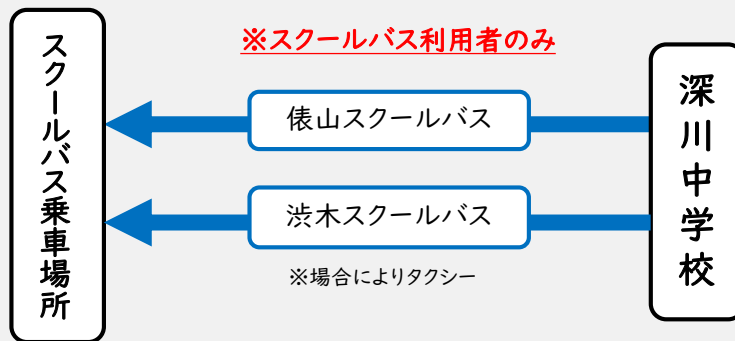 ※スクールバス利用者のみ
スクールバス乗車場所
俵山スクールバス
渋木スクールバス
※場合によりタクシー
深川中学校